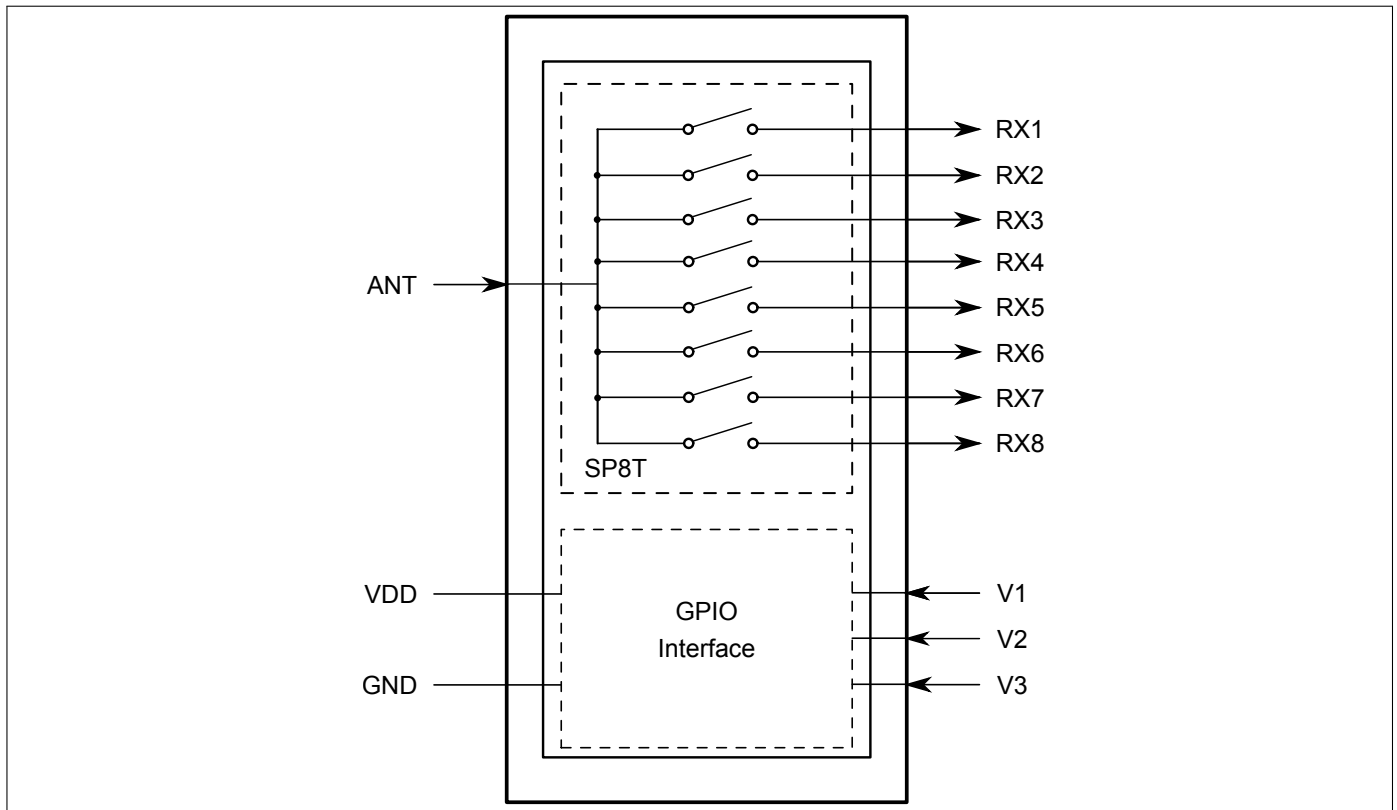 RX1
RX2
RX3
RX4
ANT
RX5
RX6
RX7
RX8
SP8T
VDD
GPIO
Interface
V1
V2
GND
V3